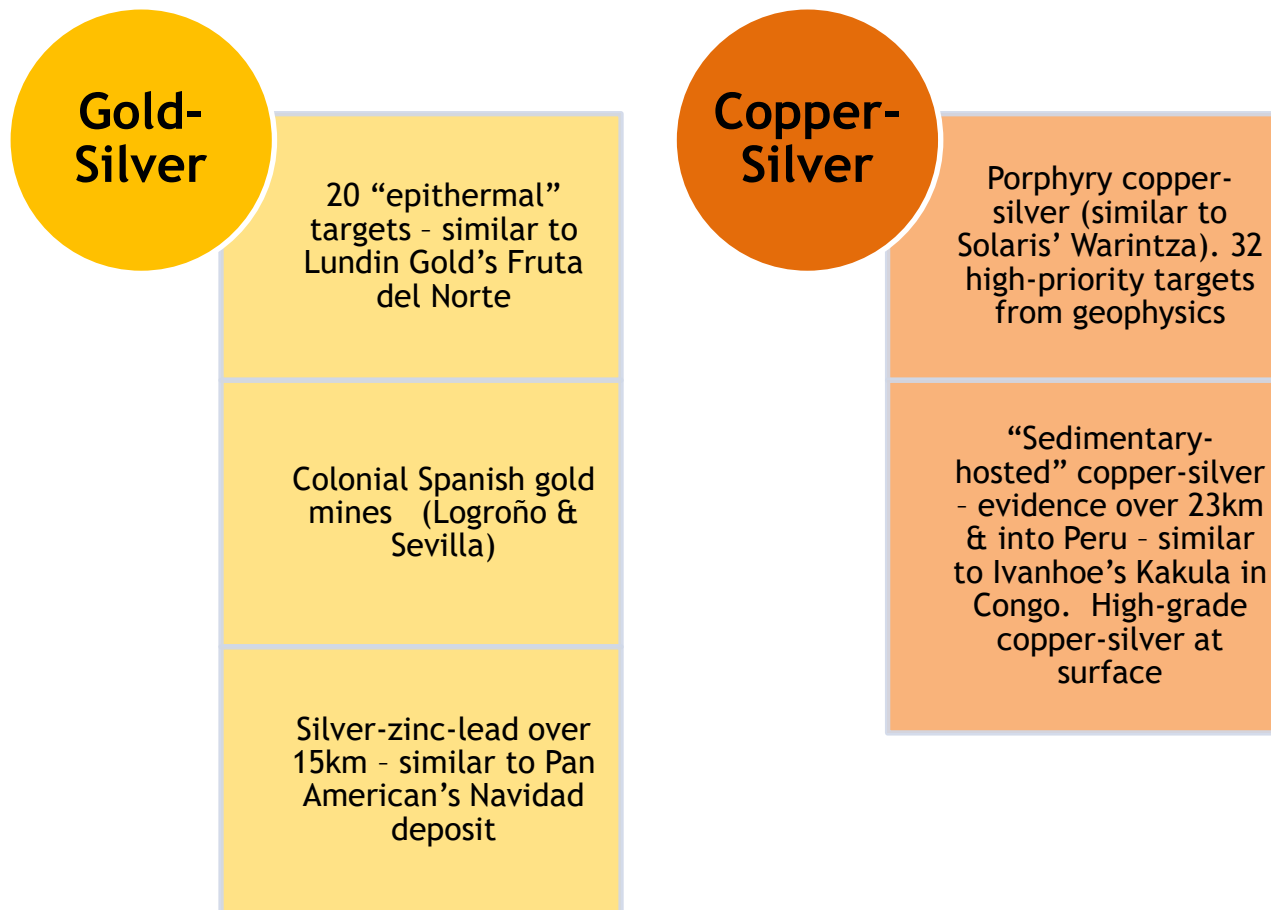 Gold-
Silver
20 “epithermal”
targets – similar to
Lundin Gold’s Fruta
del Norte
Colonial Spanish gold
mines   (Logroño &
Sevilla)
Silver-zinc-lead over
15km – similar to Pan
American’s Navidad
deposit
Copper-
Silver
Porphyry copper-
silver (similar to
Solaris’ Warintza). 32
high-priority targets
from geophysics
“Sedimentary-
hosted” copper-silver
– evidence over 23km
& into Peru – similar
to Ivanhoe’s Kakula in
Congo.  High-grade
copper-silver at
surface